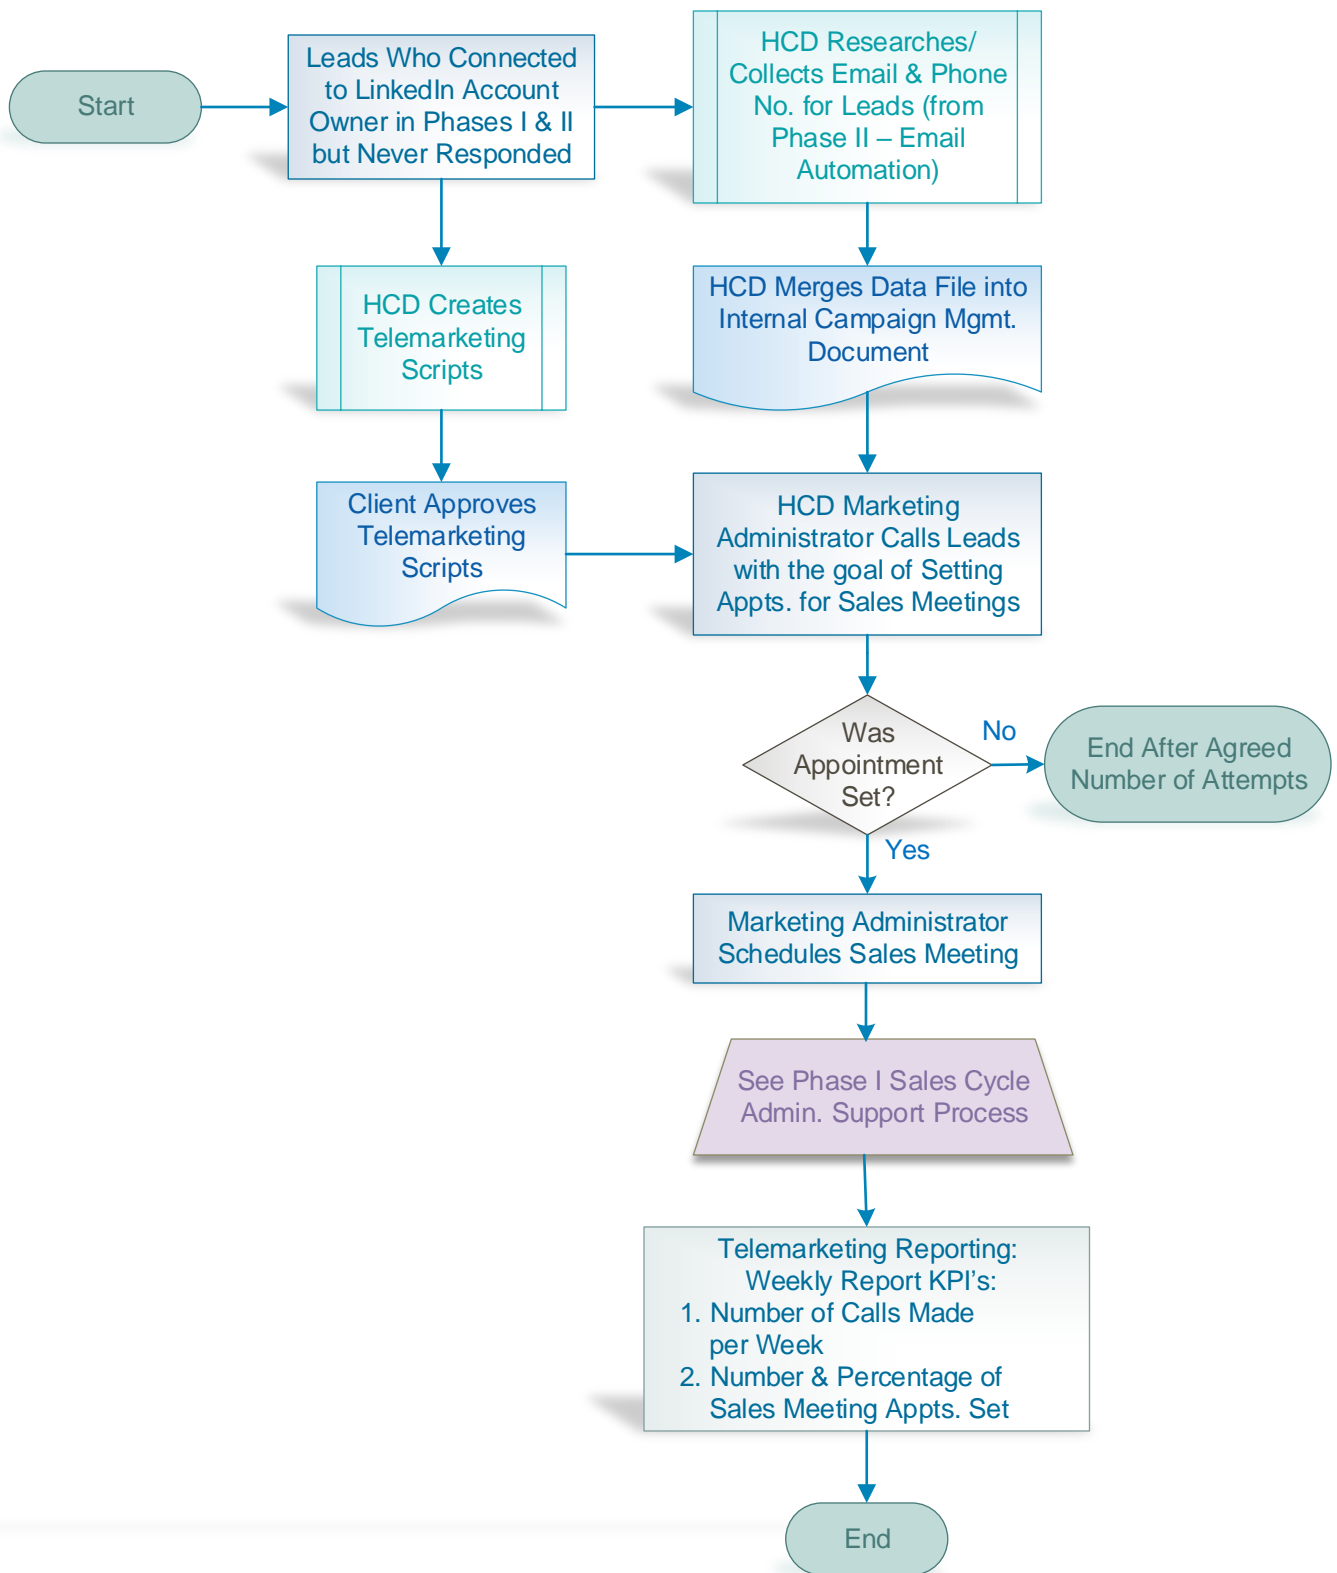 Start
Leads Who Connected
to LinkedIn Account
Owner in Phases I & II
but Never Responded
HCD Researches/
Collects Email & Phone
No. for Leads (from
Phase II – Email
Automation)
HCD Creates
Telemarketing
Scripts
HCD Merges Data File into
Internal Campaign Mgmt.
Document
Client Approves
Telemarketing
Scripts
HCD Marketing
Administrator Calls Leads
with the goal of Setting
Appts. for Sales Meetings
Was
Appointment
Set?
No
End After Agreed
Number of Attempts
Yes
Marketing Administrator
Schedules Sales Meeting
See Phase I Sales Cycle
Admin. Support Process
Telemarketing Reporting:
Weekly Report KPI's:
1. Number of Calls Made
per Week
2. Number & Percentage of
Sales Meeting Appts. Set
End